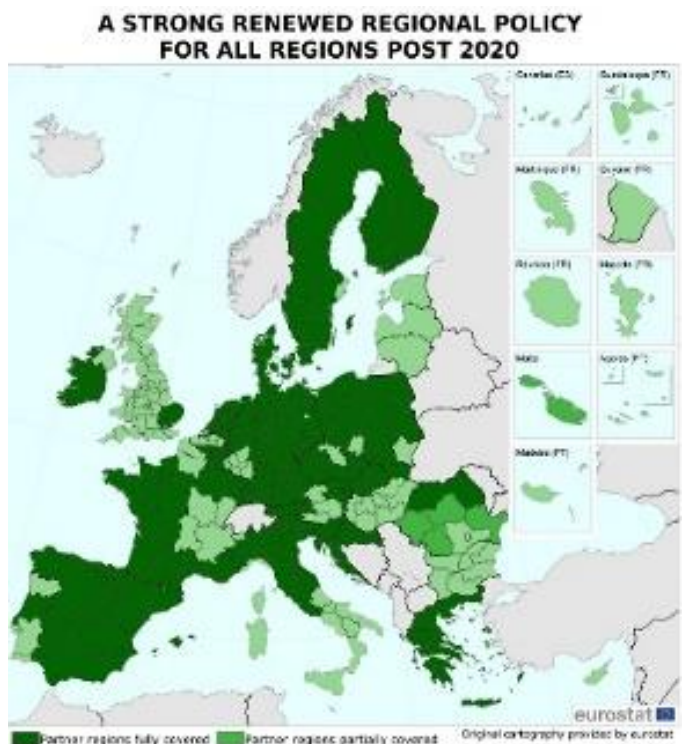 A STRONG RENEWED REGIONAL POLICY
FOR ALL REGIONS POST 2020
Canarias (ES)
Guadeloupe (FR)
Martinique (FR)
Guyane (FR)
Réunion (FR)
Mayotte (FR)
Malta
Açores (PT)
Madeira (PT)
eurostat
Partner regions fully covered
Partner regions partially covered
Original cartography provided by eurostat